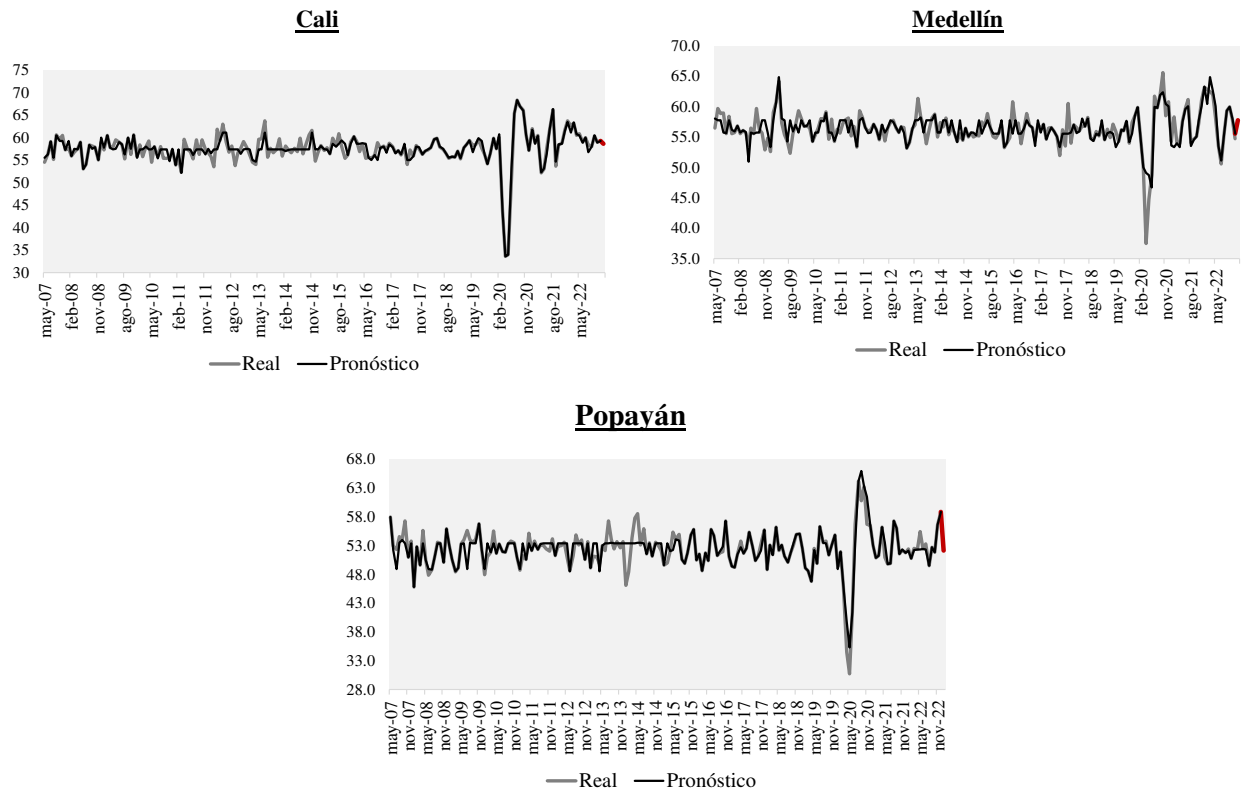 Cali
75
70
65
60
55
50
45
40
35
30
may-07
feb-08
nov-08
ago-09
may-10
feb-11
nov-11
ago-12
may-13
feb-14
nov-14
ago-15
may-16
feb-17
nov-17
ago-18
may-19
feb-20
nov-20
ago-21
may-22
Real
Pronóstico
Medellín
70.0
65.0
60.0
55.0
50.0
45.0
40.0
35.0
may-07
feb-08
nov-08
ago-09
may-10
feb-11
nov-11
ago-12
may-13
feb-14
nov-14
ago-15
may-16
feb-17
nov-17
ago-18
may-19
feb-20
nov-20
ago-21
may-22
Real
Pronóstico
Popayán
68.0
63.0
58.0
53.0
48.0
43.0
38.0
33.0
28.0
may-07
nov-07
may-08
nov-08
may-09
nov-09
may-10
nov-10
may-11
nov-11
may-12
nov-12
may-13
nov-13
may-14
nov-14
may-15
nov-15
may-16
nov-16
may-17
nov-17
may-18
nov-18
may-19
nov-19
may-20
nov-20
may-21
nov-21
may-22
nov-22
Real
Pronóstico